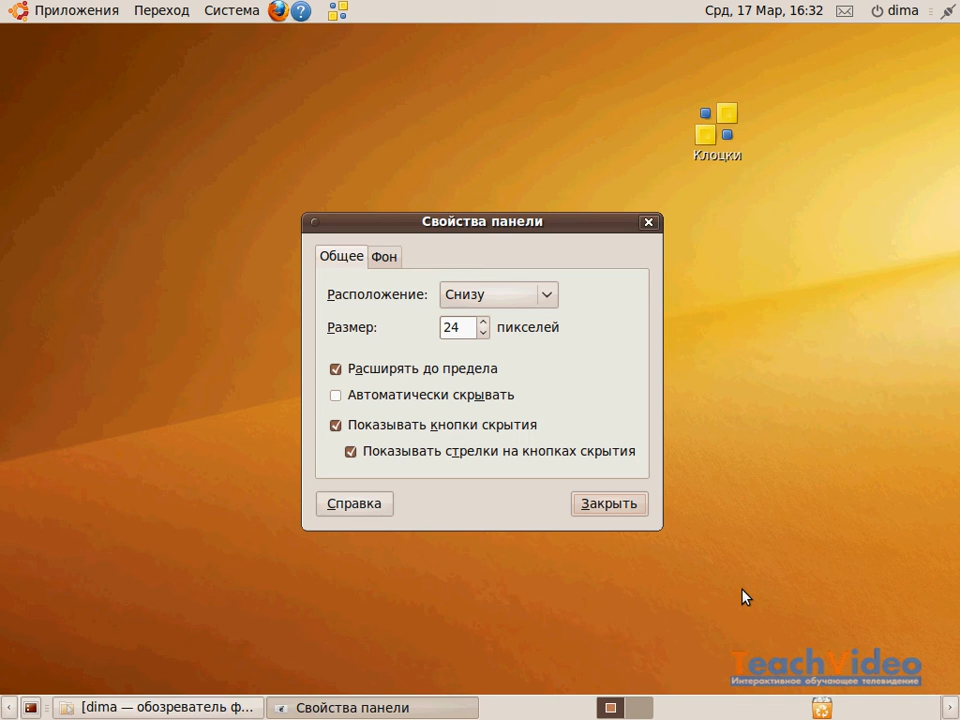 Приложения Переход Система ? Срд, 17 Мар, 16:32 dima
Клоцки
Свойства панели
Общее Фон
Расположение: Снизу
Размер: 24 пикселей
Расширять до предела
Автоматически скрывать
Показывать кнопки скрытия
Показывать стрелки на кнопках скрытия
Справка Закрыть
TeachVideo
Интерактивное обучающее телевидение
[dima — обозреватель ф... Свойства панели